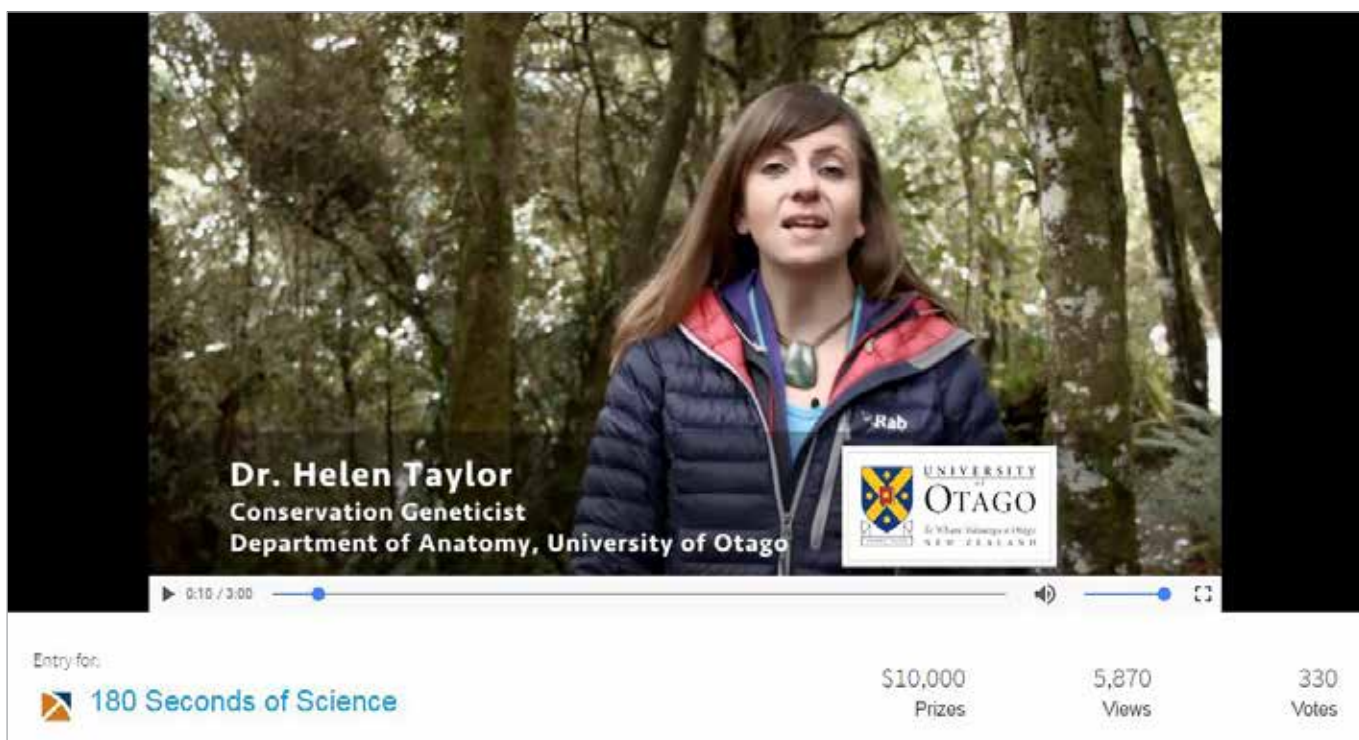 Rab
Dr. Helen Taylor
Conservation Geneticist
Department of Anatomy, University of Otago
UNIVERSITY
of
OTAGO
NEW ZEALAND
0:10 / 3:00
Entry for:
180 Seconds of Science
$10,000
Prizes
5,870
Views
330
Votes